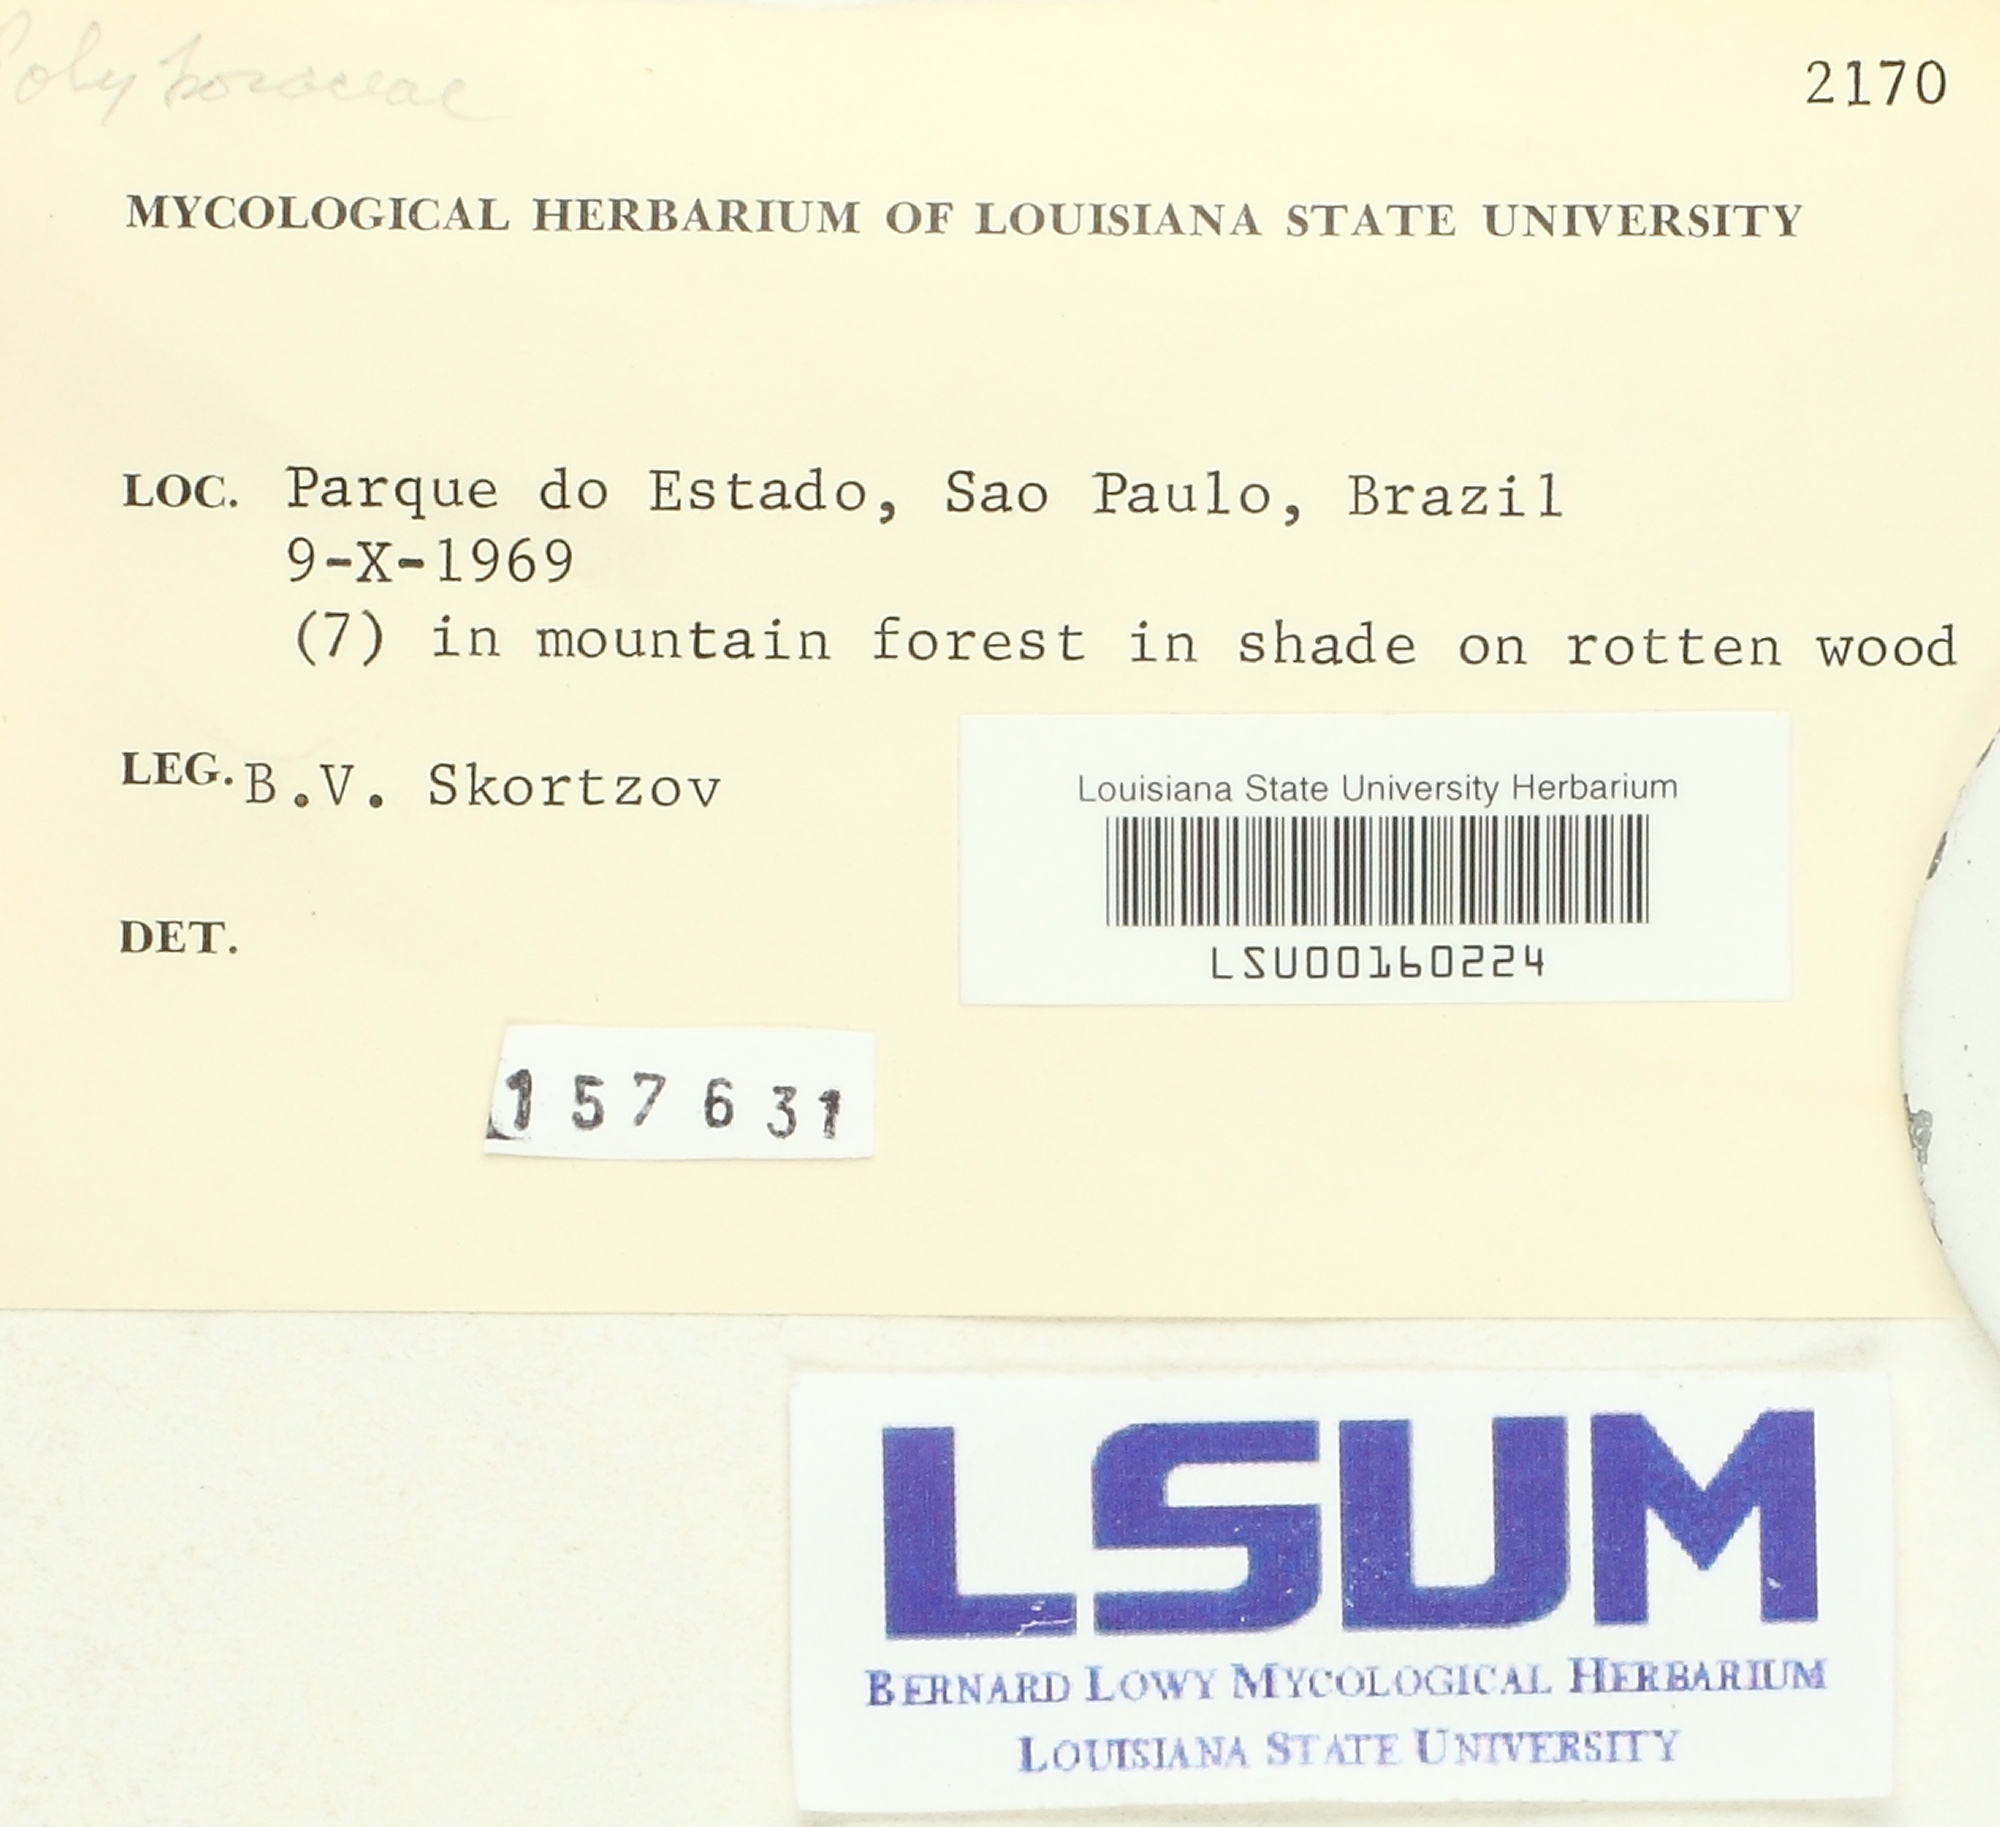 Polyporaceae
2170
MYCOLOGICAL HERBARIUM OF LOUISIANA STATE UNIVERSITY
LOC. Parque do Estado, Sao Paulo, Brazil
9-X-1969
(7) in mountain forest in shade on rotten wood
LEG. B.V. Skortzov
Louisiana State University Herbarium
LSU00160224
DET.
157631
LSUM
BERNARD LOWY MYCOLOGICAL HERBARIUM
LOUISIANA STATE UNIVERSITY